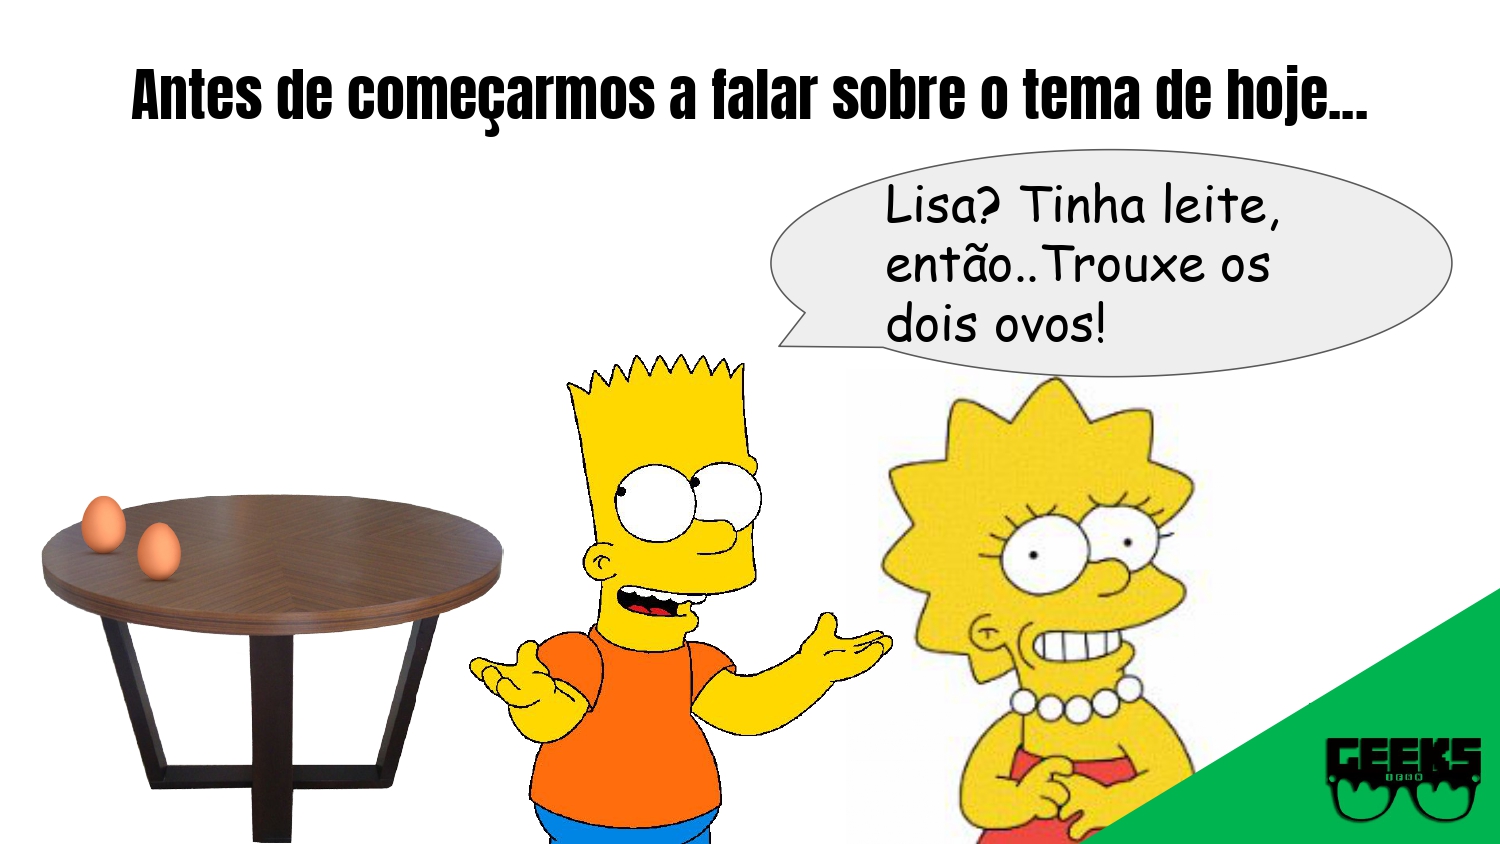 Antes de começarmos a falar sobre o tema de hoje...
Lisa? Tinha leite,
então..Trouxe os
dois ovos!
GEEKS